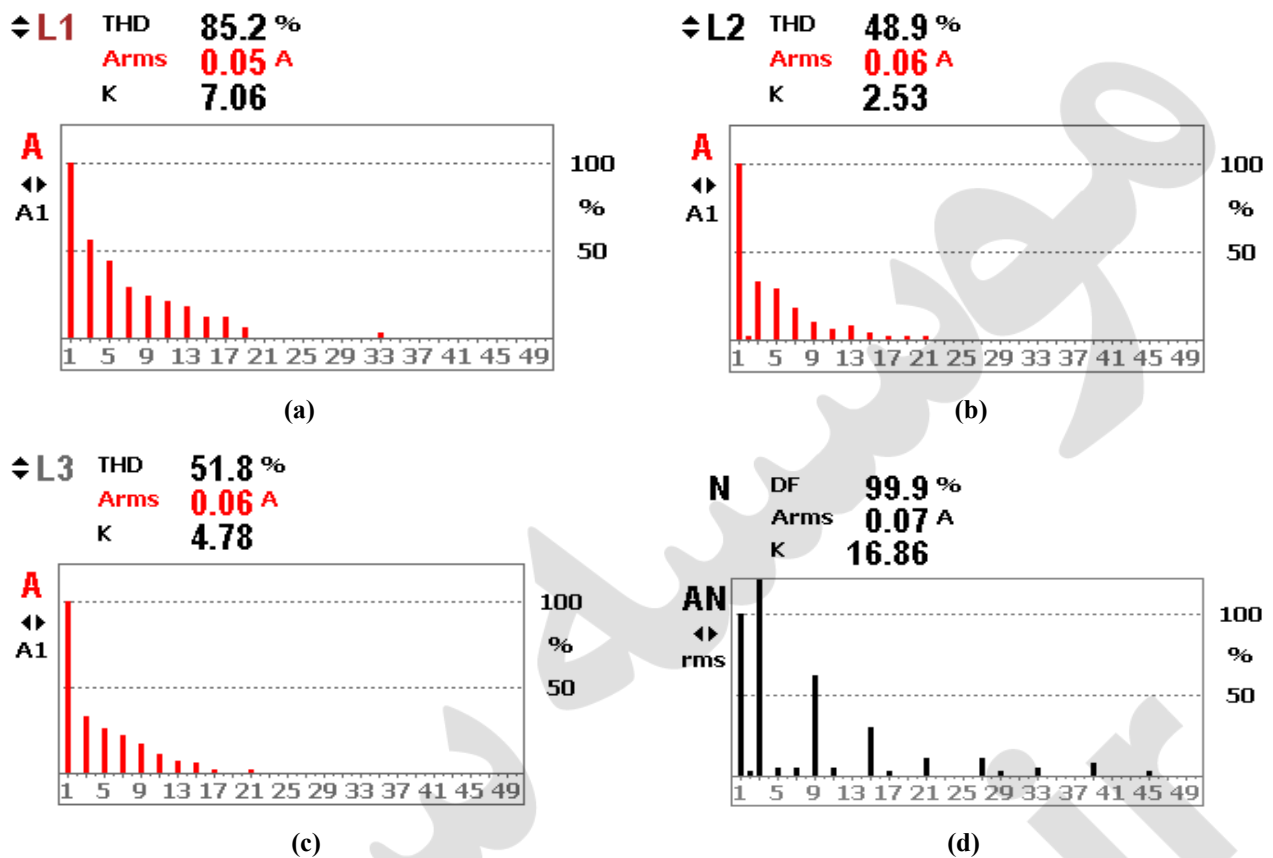 L1 THD 85.2 %
Arms 0.05 A
K 7.06
A
A1
100
%
50
1 5 9 13 17 21 25 29 33 37 41 45 49
(a)
L2 THD 48.9 %
Arms 0.06 A
K 2.53
A
A1
100
%
50
1 5 9 13 17 21 25 29 33 37 41 45 49
(b)
L3 THD 51.8 %
Arms 0.06 A
K 4.78
A
A1
100
%
50
1 5 9 13 17 21 25 29 33 37 41 45 49
(c)
N DF 99.9 %
Arms 0.07 A
K 16.86
AN
rms
100
%
50
1 5 9 13 17 21 25 29 33 37 41 45 49
(d)